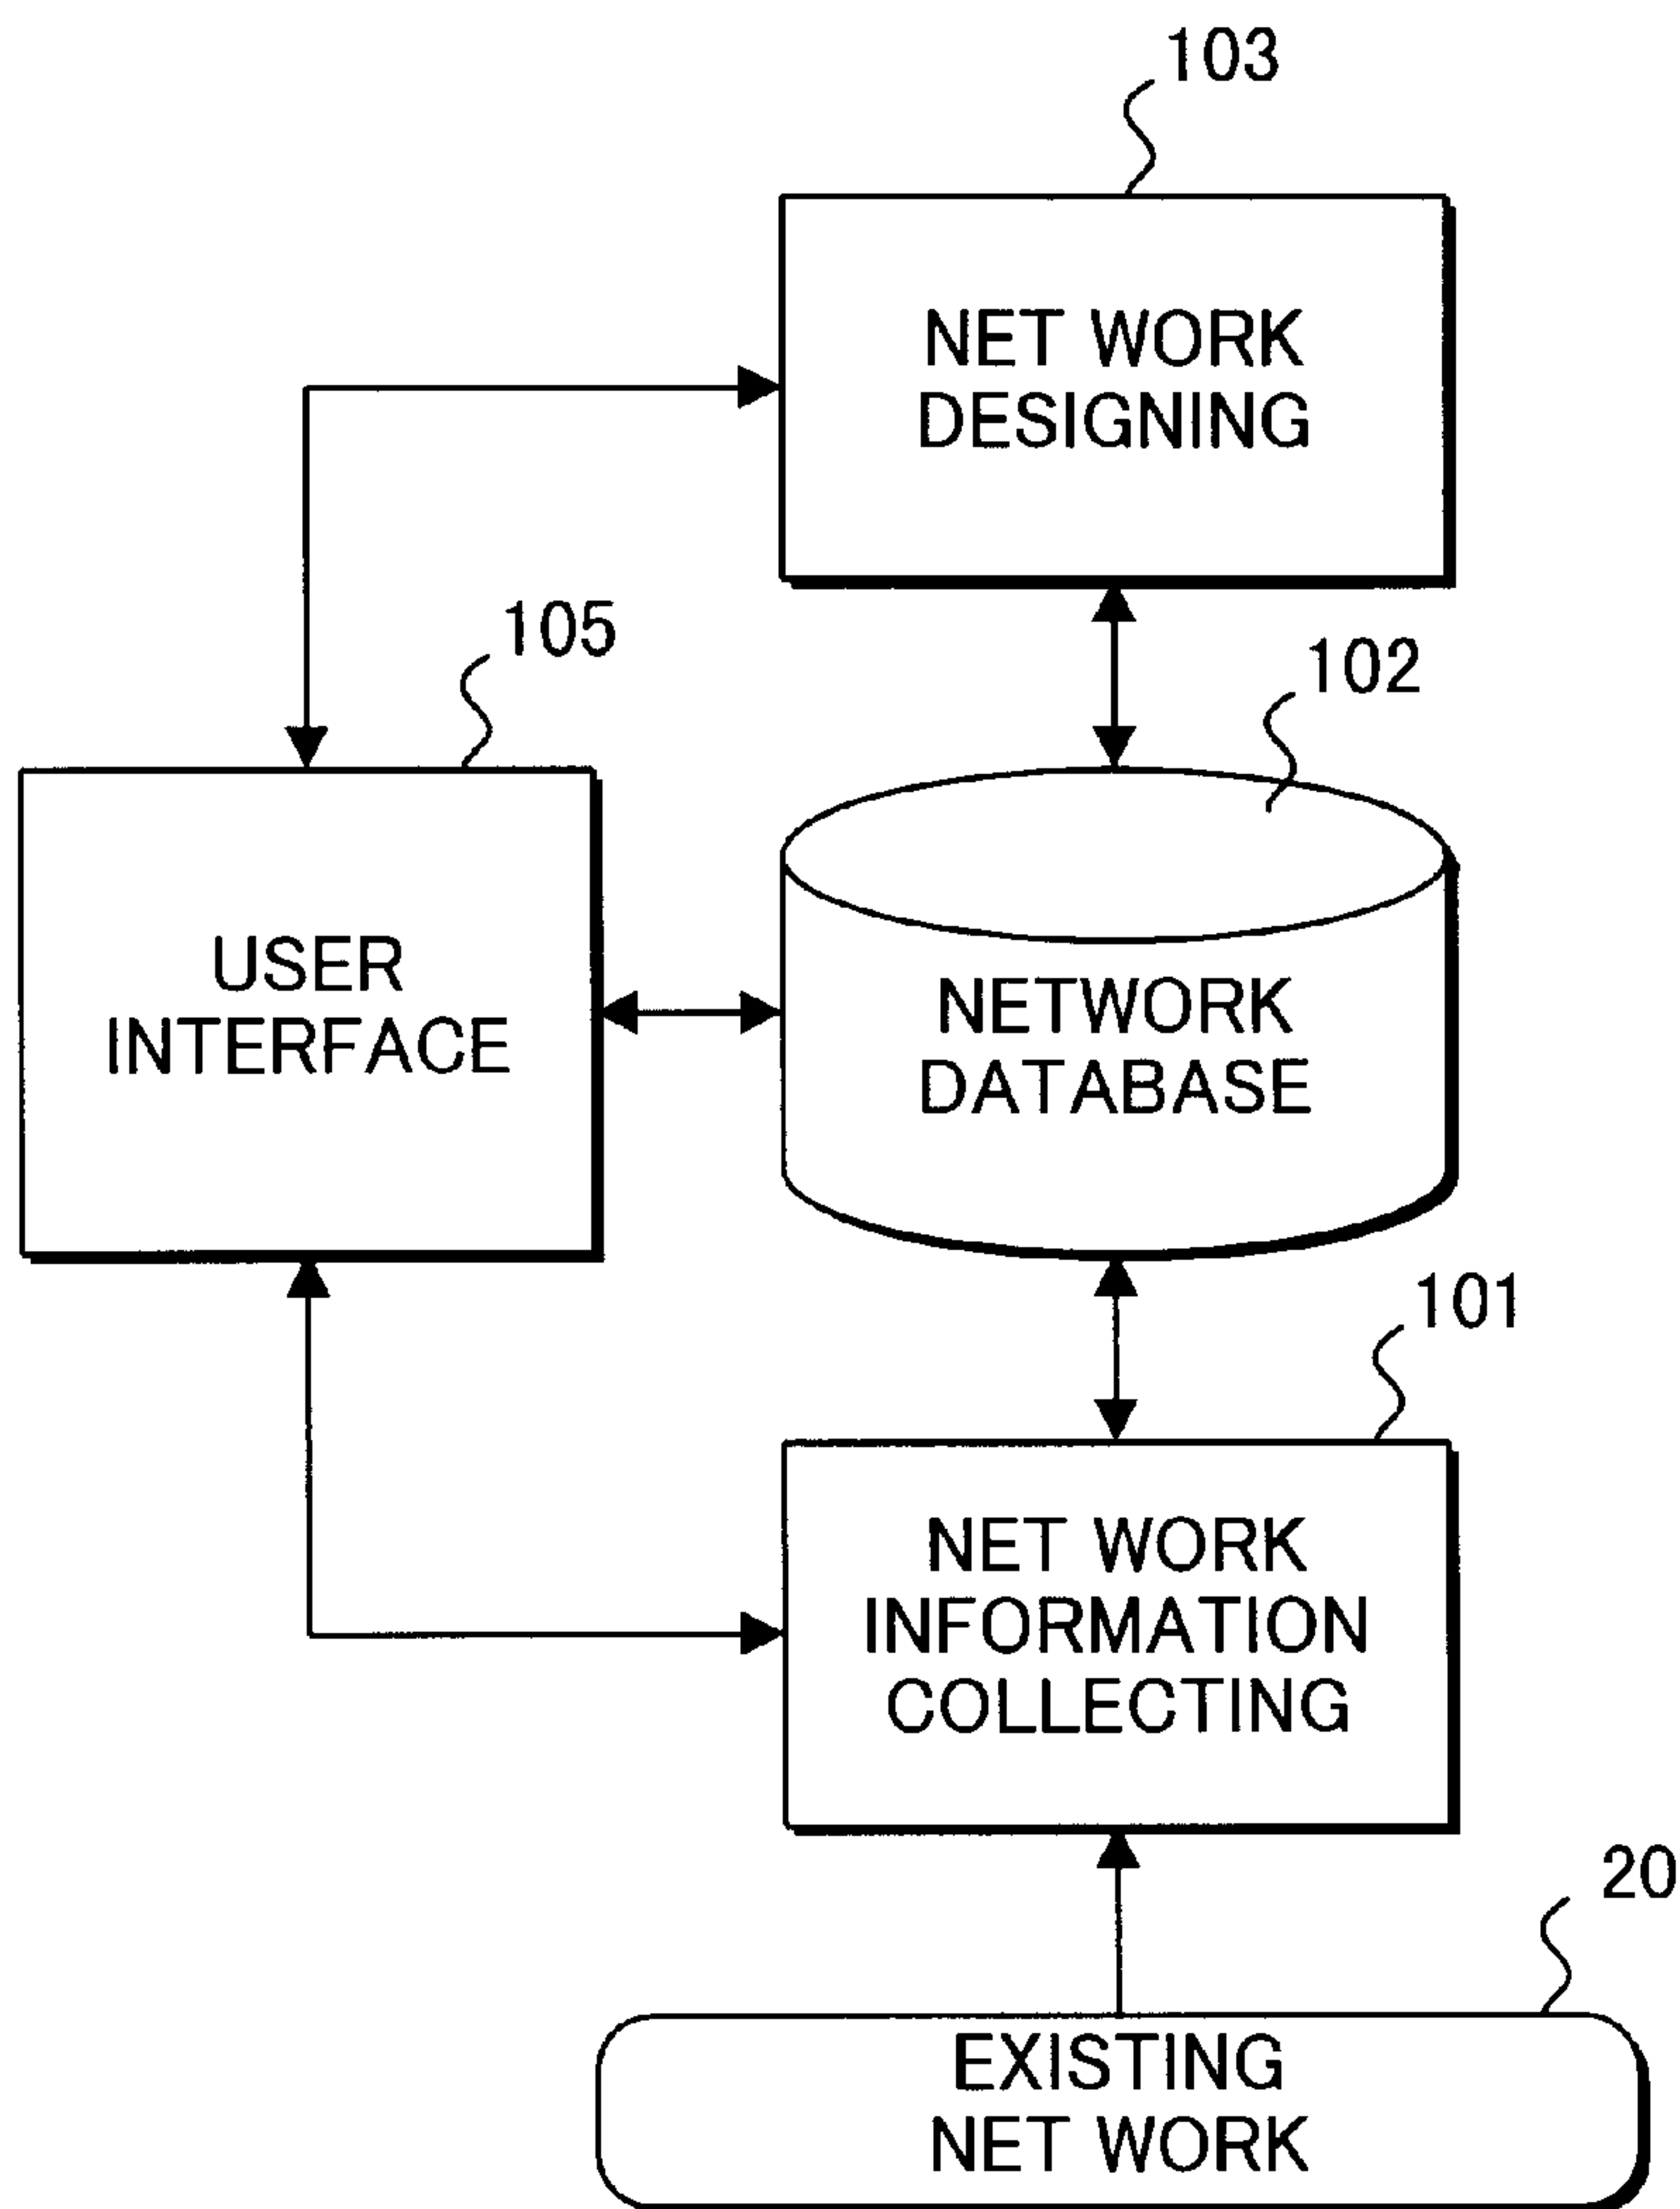 103
NET WORK
DESIGNING
105
102
USER
INTERFACE
NETWORK
DATABASE
101
NET WORK
INFORMATION
COLLECTING
20
EXISTING
NET WORK